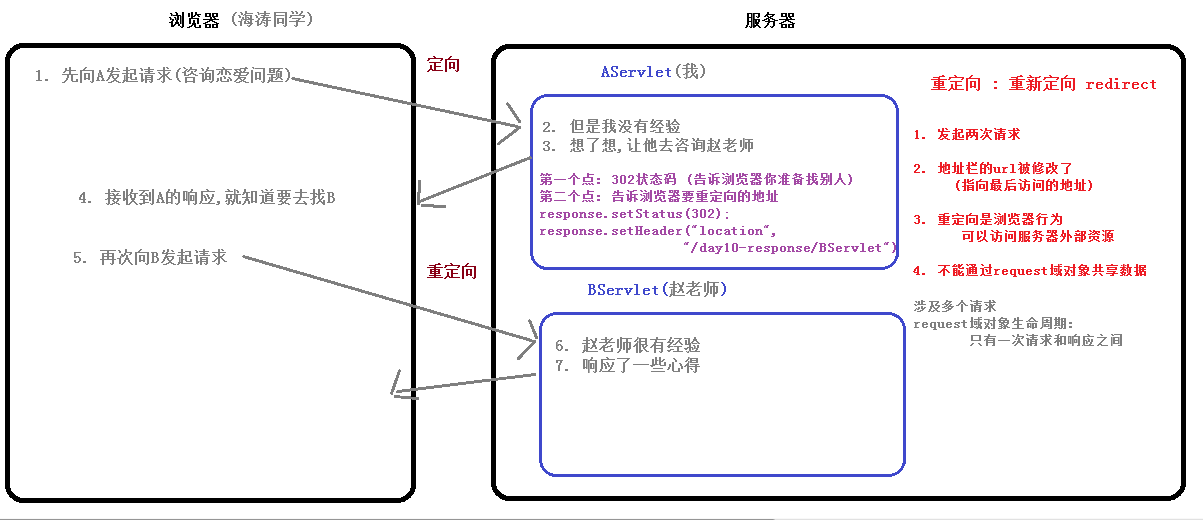 浏览器 (海涛同学)
服务器
1. 先向A发起请求(咨询恋爱问题)
定向
AServlet(我)
2. 但是我没有经验
3. 想了想,让他去咨询赵老师
第一个点: 302状态码 (告诉浏览器你准备找别人)
第二个点: 告诉浏览器要重定向的地址
response.setStatus(302);
response.setHeader("location",
"/day10-response/BServlet")
4. 接收到A的响应,就知道要去找B
5. 再次向B发起请求
重定向
BServlet(赵老师)
6. 赵老师很有经验
7. 响应了一些心得
重定向 : 重新定向 redirect
1. 发起两次请求
2. 地址栏的url被修改了
(指向最后访问的地址)
3. 重定向是浏览器行为
可以访问服务器外部资源
4. 不能通过request域对象共享数据
涉及多个请求
request域对象生命周期:
只有一次请求和响应之间